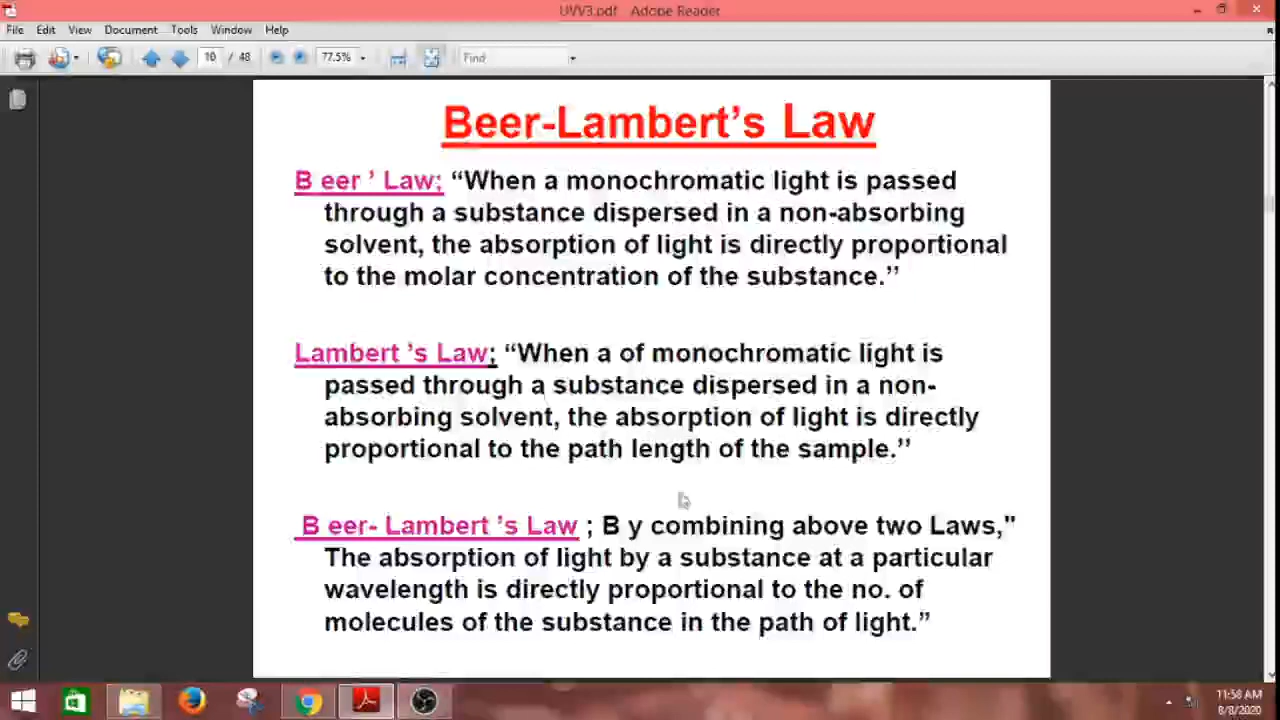 UVV3.pdf - Adobe Reader
File Edit View Document Tools Window Help
10 / 48 77.5% Find
Beer-Lambert's Law
B eer ’ Law; “When a monochromatic light is passed
through a substance dispersed in a non-absorbing
solvent, the absorption of light is directly proportional
to the molar concentration of the substance.’’
Lambert ’s Law; “When a of monochromatic light is
passed through a substance dispersed in a non-
absorbing solvent, the absorption of light is directly
proportional to the path length of the sample.’’
B eer- Lambert ’s Law ; B y combining above two Laws,"
The absorption of light by a substance at a particular
wavelength is directly proportional to the no. of
molecules of the substance in the path of light.”
11:58 AM
8/8/2020